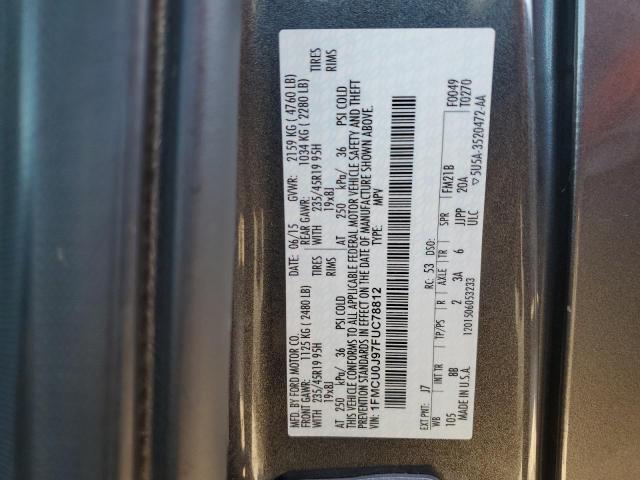 MFD. BY FORD MOTOR CO. DATE: 06/15 GVWR: 2159 KG ( 4760 LB)
FRONT GAWR: 1125 KG ( 2480 LB) REAR GAWR: 1034 KG ( 2280 LB)
WITH 235/45R19 95H TIRES WITH 235/45R19 95H TIRES
19x8J RIMS 19x8J RIMS
AT 250 kPa/ 36 PSI COLD AT 250 kPa/ 36 PSI COLD
THIS VEHICLE CONFORMS TO ALL APPLICABLE FEDERAL MOTOR VEHICLE SAFETY AND THEFT
PREVENTION STANDARDS IN EFFECT ON THE DATE OF MANUFACTURE SHOWN ABOVE.
VIN: 1FMCU0J97FUC78812 TYPE: MPV
F0049
T0270
EXT PNT: J7 RC: 53 DSO: FM21B
WB INT TR TP/PS R AXLE TR SPR 20A
105 BB 2 3A 6 JJPP
MADE IN U.S.A. ULC
1201506053233 ▽5U5A-3520472-AA